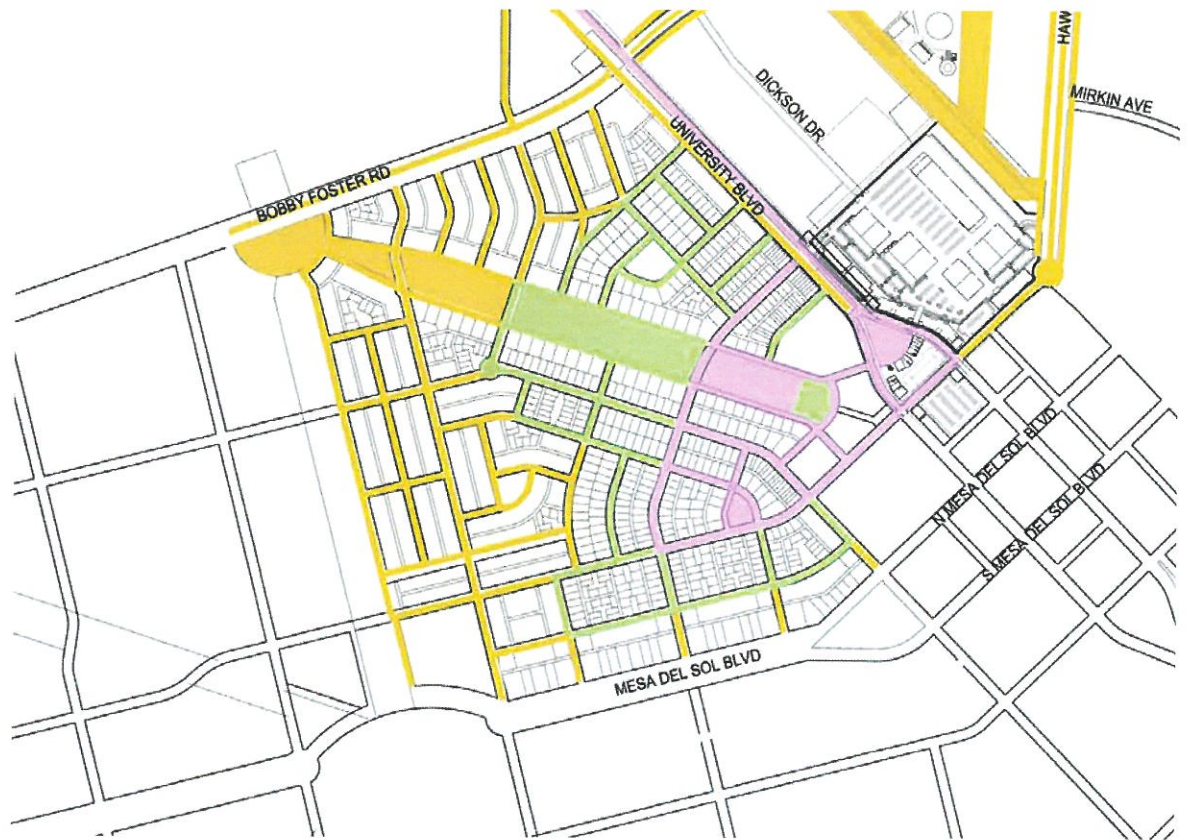 HAW
MIRKIN AVE
DICKSON DR
UNIVERSITY BLVD
BOBBY FOSTER RD
N MESA DEL SOL BLVD
S MESA DEL SOL BLVD
MESA DEL SOL BLVD